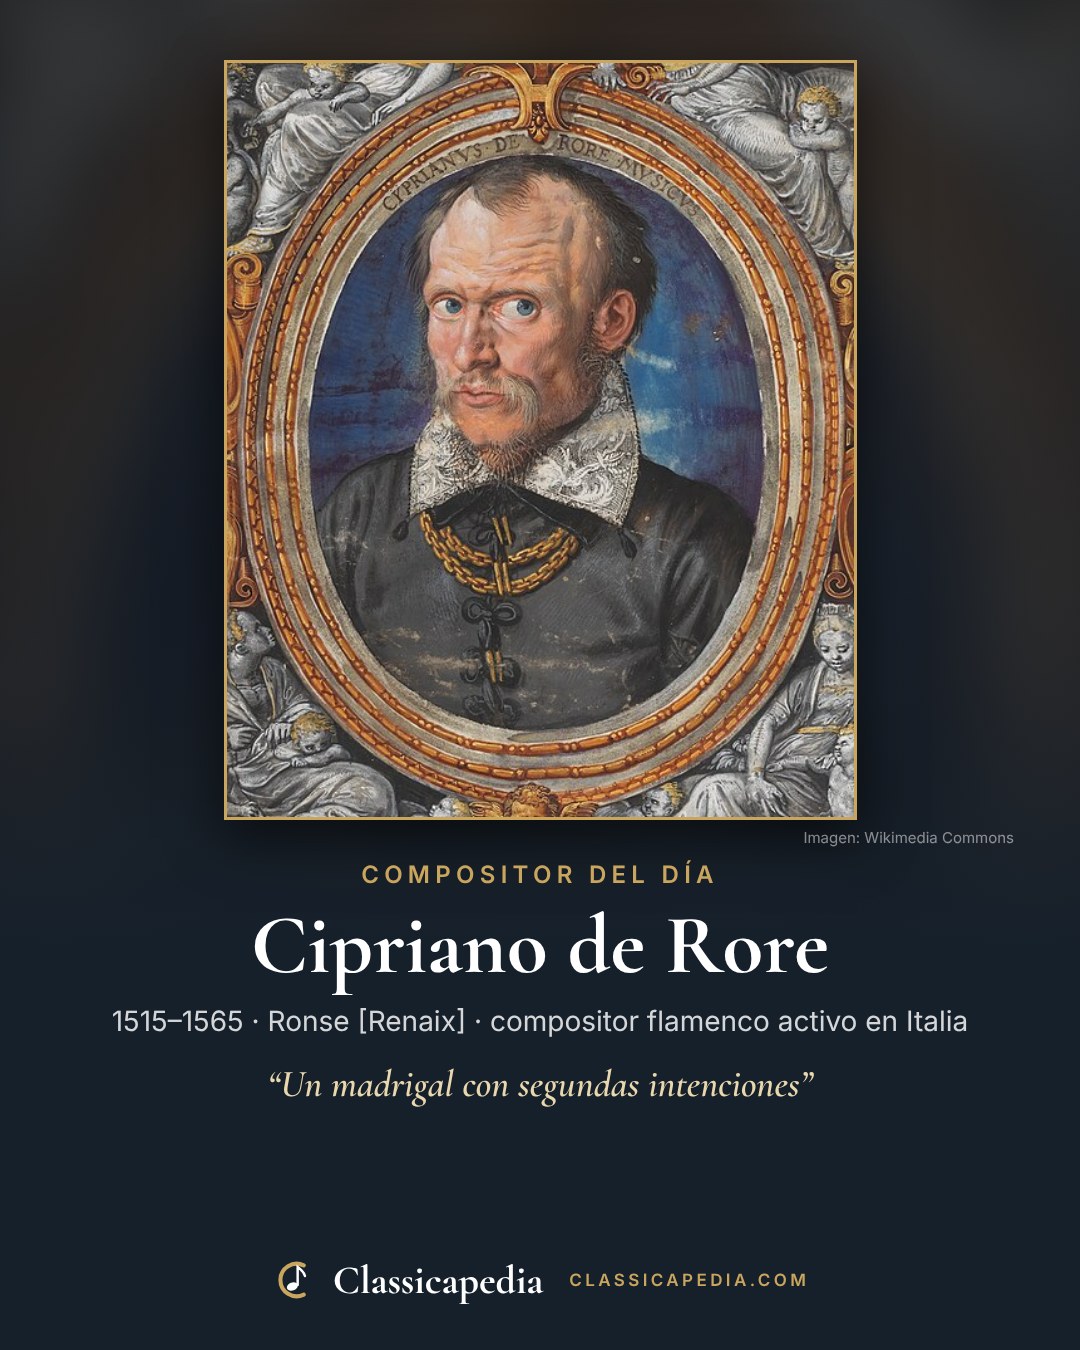 CYPRIANVS · DE RORE · MVSICVS
Imagen: Wikimedia Commons
COMPOSITOR DEL DÍA
Cipriano de Rore
1515–1565 · Ronse [Renaix] · compositor flamenco activo en Italia
“Un madrigal con segundas intenciones”
Classicapedia CLASSICAPEDIA.COM